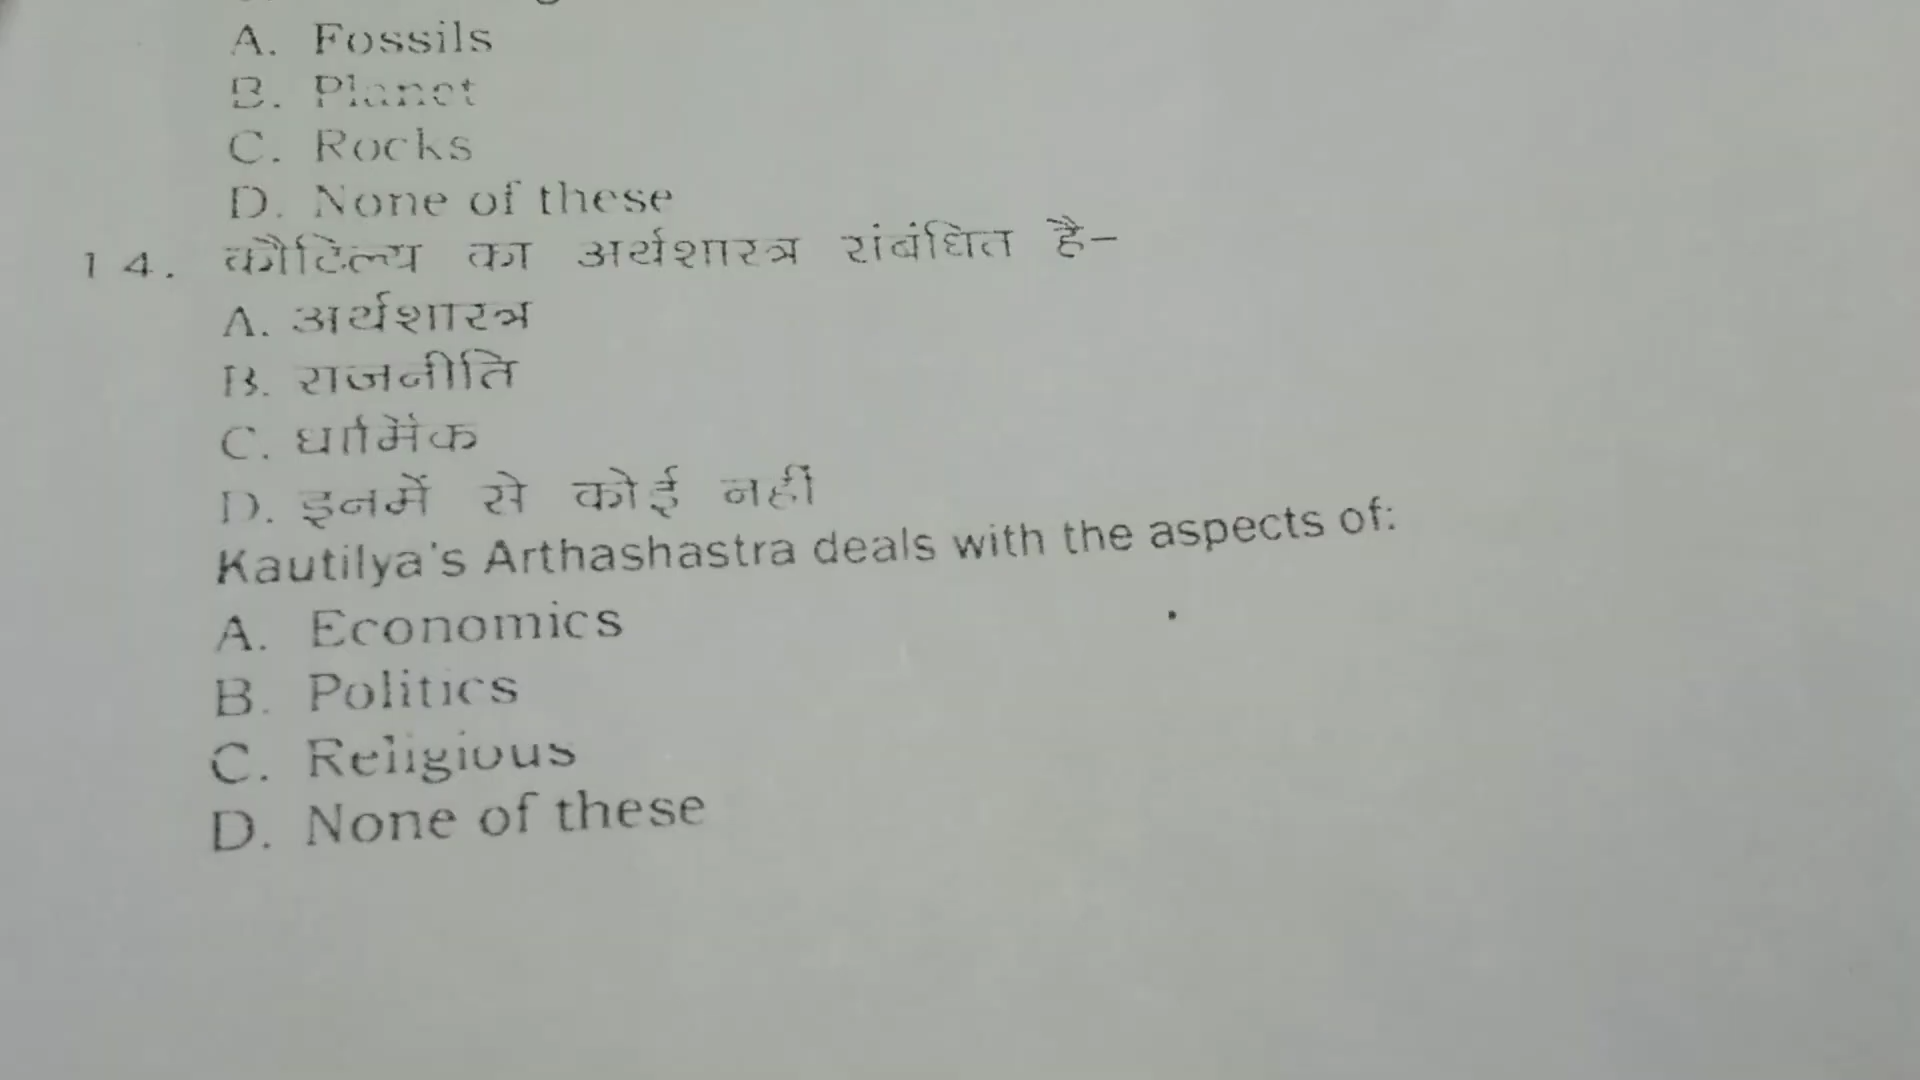 A. Fossils
B. Planet
C. Rocks
D. None of these
14. कौटिल्य का अर्थशास्त्र संबंधित है-
A. अर्थशास्त्र
B. राजनीति
C. धार्मिक
D. इनमें से कोई नहीं
Kautilya's Arthashastra deals with the aspects of:
A. Economics
B. Politics
C. Religious
D. None of these